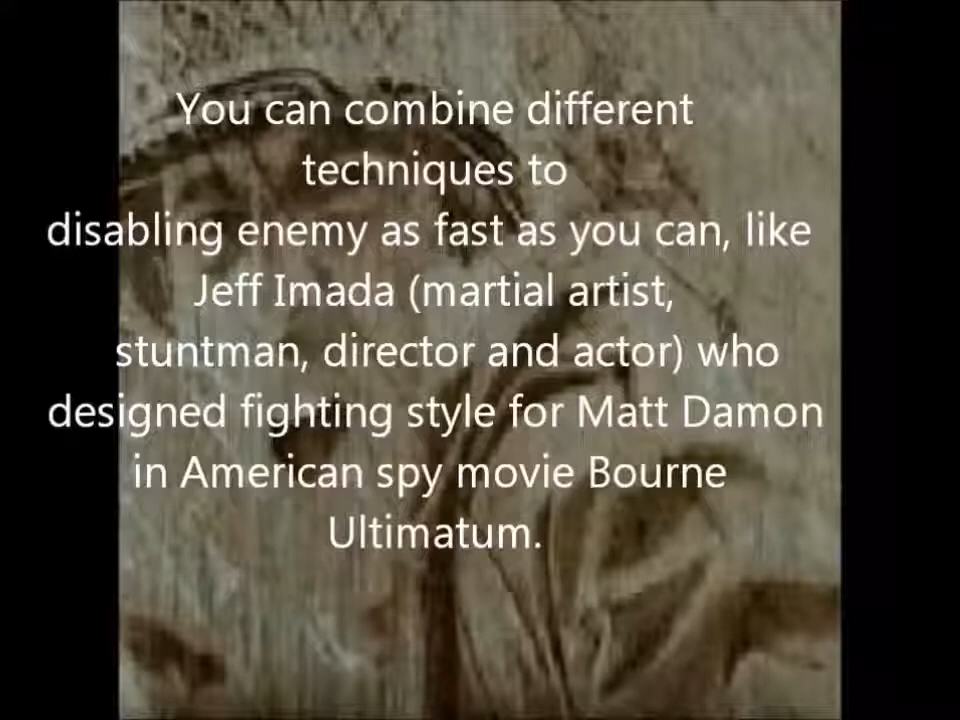 You can combine different
techniques to
disabling enemy as fast as you can, like
Jeff Imada (martial artist,
stuntman, director and actor) who
designed fighting style for Matt Damon
in American spy movie Bourne
Ultimatum.